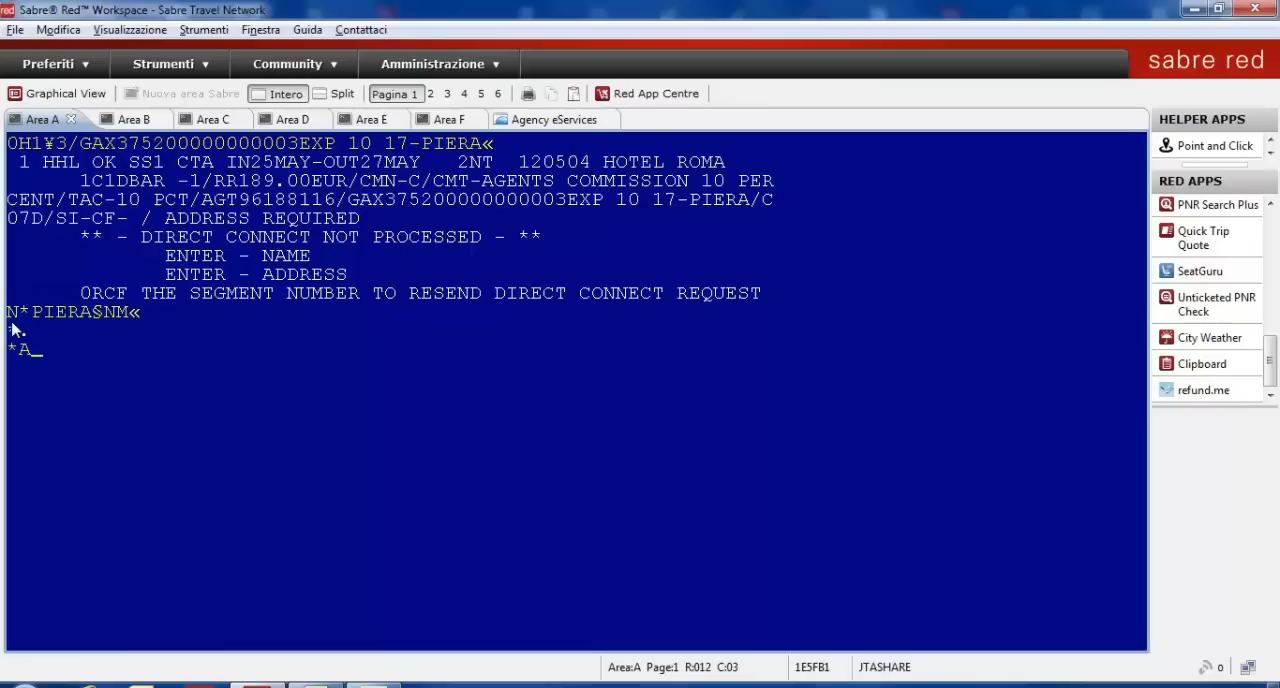 red Sabre® Red™ Workspace - Sabre Travel Network
File Modifica Visualizzazione Strumenti Finestra Guida Contattaci
Preferiti Strumenti Community Amministrazione sabre red
Graphical View Nuova area Sabre Intero Split Pagina 1 2 3 4 5 6 Red App Centre
Area A Area B Area C Area D Area E Area F Agency eServices
0H1¥3/GAX375200000000003EXP 10 17-PIERA«
1 HHL OK SS1 CTA IN25MAY-OUT27MAY 2NT 120504 HOTEL ROMA
1C1DBAR -1/RR189.00EUR/CMN-C/CMT-AGENTS COMMISSION 10 PER
CENT/TAC-10 PCT/AGT96188116/GAX375200000000003EXP 10 17-PIERA/C
07D/SI-CF- / ADDRESS REQUIRED
** - DIRECT CONNECT NOT PROCESSED - **
ENTER - NAME
ENTER - ADDRESS
0RCF THE SEGMENT NUMBER TO RESEND DIRECT CONNECT REQUEST
N*PIERA§NM«
*.
*A_
HELPER APPS
Point and Click
RED APPS
PNR Search Plus
Quick Trip
Quote
SeatGuru
Unticketed PNR
Check
City Weather
Clipboard
refund.me
Area:A Page:1 R:012 C:03 1E5FB1 JTASHARE 0